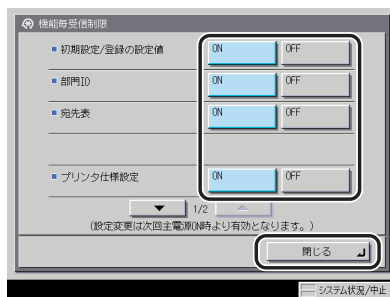 機能毎受信制限
初期設定/登録の設定値 ON OFF
部門ID ON OFF
宛先表 ON OFF
プリンタ仕様設定 ON OFF
1/2
(設定変更は次回主電源ON時より有効となります。)
閉じる
システム状況/中止